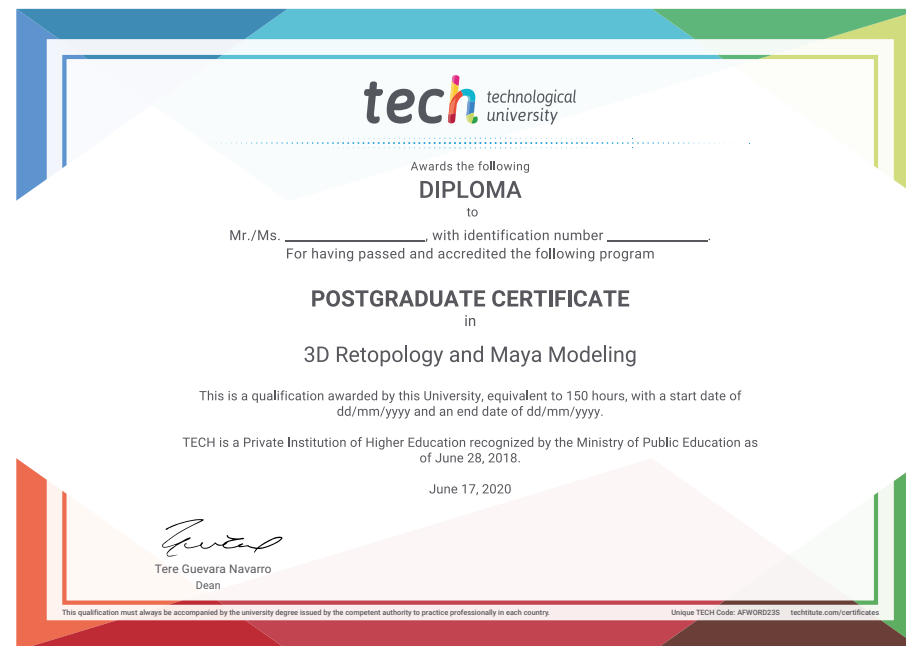 tech technological
university
Awards the following
DIPLOMA
to
Mr./Ms. ____________________, with identification number ______________.
For having passed and accredited the following program
POSTGRADUATE CERTIFICATE
in
3D Retopology and Maya Modeling
This is a qualification awarded by this University, equivalent to 150 hours, with a start date of
dd/mm/yyyy and an end date of dd/mm/yyyy.
TECH is a Private Institution of Higher Education recognized by the Ministry of Public Education as
of June 28, 2018.
June 17, 2020
Tere Guevara Navarro
Dean
This qualification must always be accompanied by the university degree issued by the competent authority to practice professionally in each country. Unique TECH Code: AFWORD23S techtitute.com/certificates